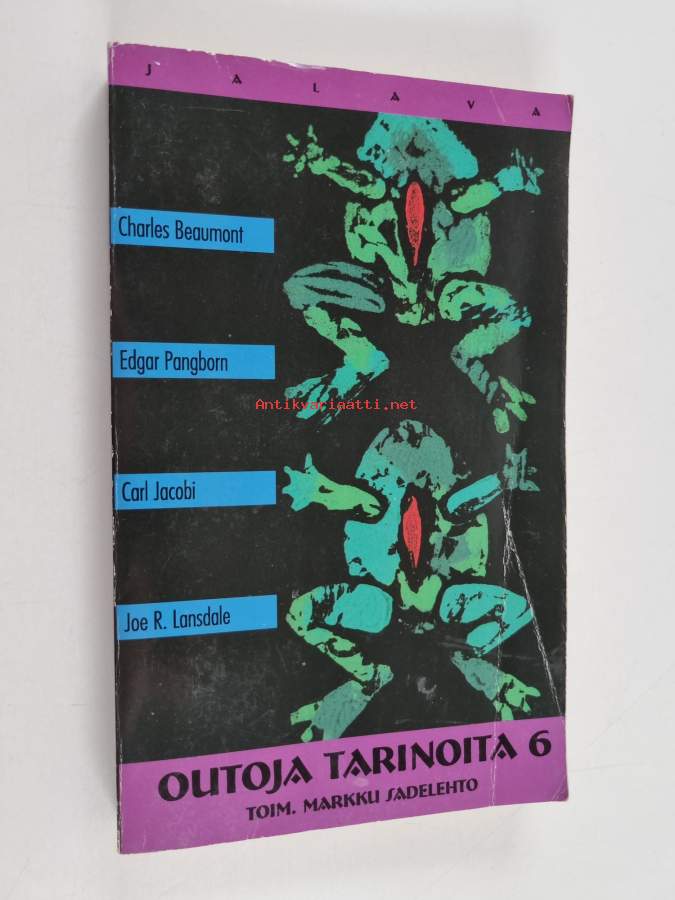 JALAVA
Charles Beaumont
Edgar Pangborn
Antikvariaatti.net
Carl Jacobi
Joe R. Lansdale
OUTOJA TARINOITA 6
TOIM. MARKKU SADELEHTO